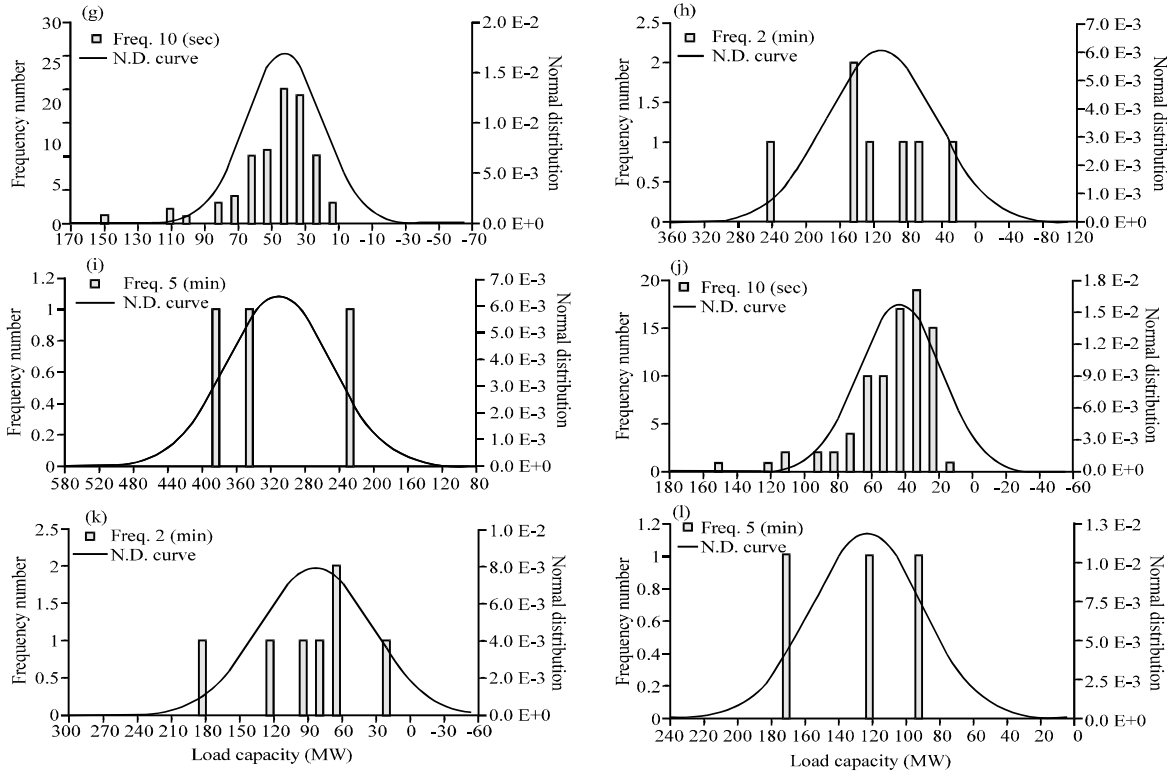 (g)
Freq. 10 (sec)
N.D. curve
Frequency number
30
25
20
10
10
5
0
2.0 E-2
1.5 E-2
1.0 E-2
5.0 E-3
0.0 E+0
Normal distribution
170 150 130 110 90 70 50 30 10 -10 -30 -50 -70
(h)
Freq. 2 (min)
N.D. curve
Frequency number
2.5
2
1.5
1
0.5
0
7.0 E-3
6.0 E-3
5.0 E-3
4.0 E-3
3.0 E-3
2.0 E-3
1.0 E-3
0.0 E+0
Normal distribution
360 320 280 240 200 160 120 80 40 0 -40 -80 120
(i)
Freq. 5 (min)
N.D. curve
Frequency number
1.2
1
0.8
0.6
0.4
0.2
0
7.0 E-3
6.0 E-3
5.0 E-3
4.0 E-3
3.0 E-3
2.0 E-3
1.0 E-3
0.0 E+0
Normal distribution
580 520 480 440 400 360 320 280 240 200 160 120 80
(j)
Freq. 10 (sec)
N.D. curve
Frequency number
20
15
10
5
0
1.8 E-2
1.5 E-2
1.2 E-2
9.0 E-3
6.0 E-3
3.0 E-3
0.0 E+0
Normal distribution
180 160 140 120 100 80 60 40 20 0 -20 -40 -60
(k)
Freq. 2 (min)
N.D. curve
Frequency number
2.5
2
1.5
1
0.5
0
1.0 E-2
8.0 E-3
6.0 E-3
4.0 E-3
2.0 E-3
0.0 E+0
Normal distribution
300 270 240 210 180 150 120 90 60 30 0 -30 -60
Load capacity (MW)
(l)
Freq. 5 (min)
N.D. curve
Frequency number
1.2
1
0.8
0.6
0.4
0.2
0
1.3 E-2
1.0 E-2
7.5 E-3
5.0 E-3
2.5 E-3
0.0 E+0
Normal distribution
240 220 200 180 160 140 120 100 80 60 40 20 0
Load capacity (MW)